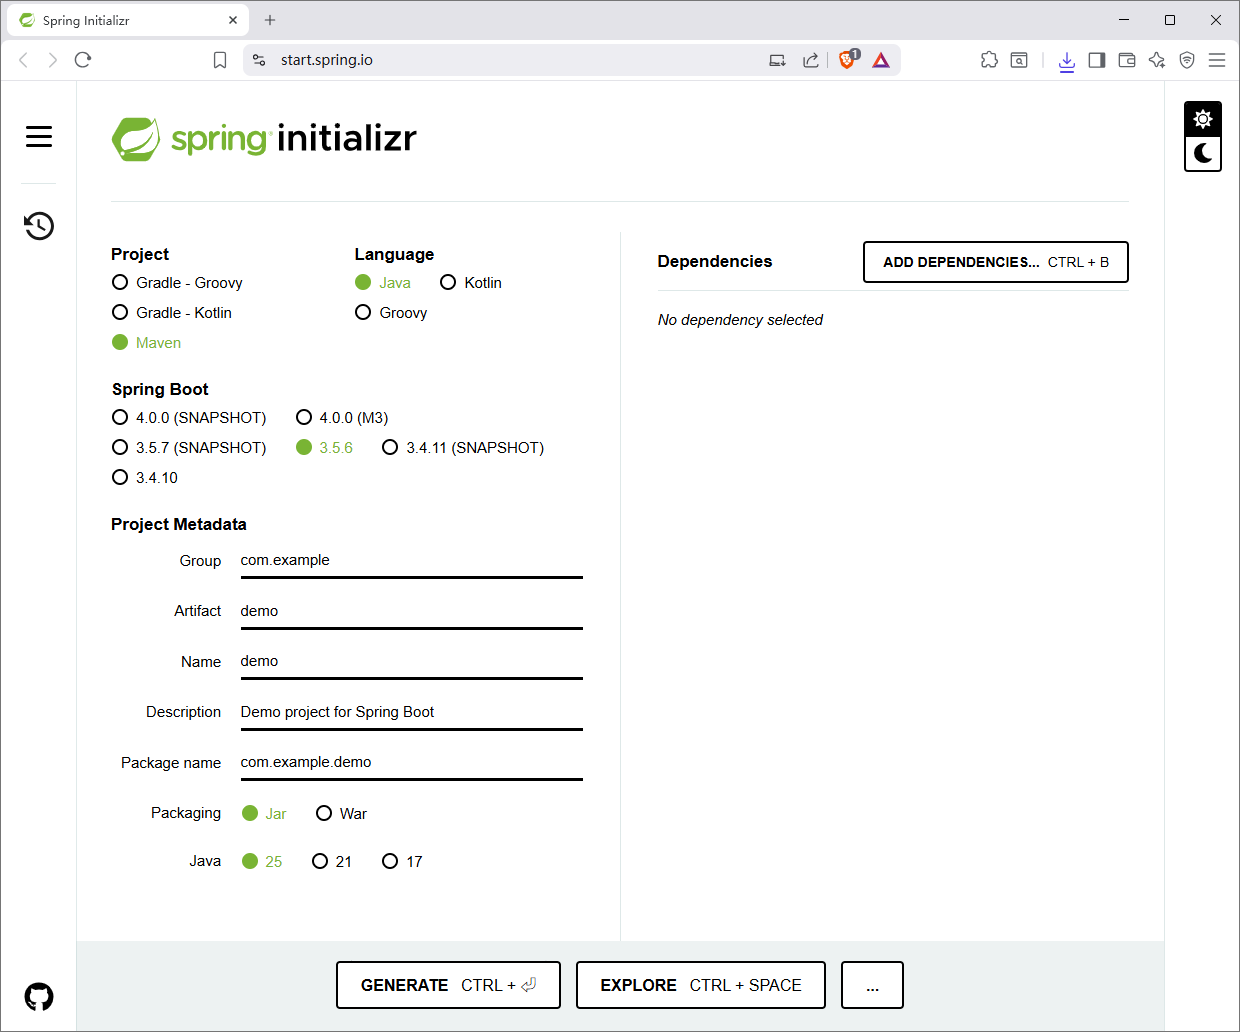 Spring Initializr
start.spring.io
1
spring initializr
Project
Gradle - Groovy
Gradle - Kotlin
Maven
Language
Java Kotlin
Groovy
Spring Boot
4.0.0 (SNAPSHOT) 4.0.0 (M3)
3.5.7 (SNAPSHOT) 3.5.6 3.4.11 (SNAPSHOT)
3.4.10
Project Metadata
Group com.example
Artifact demo
Name demo
Description Demo project for Spring Boot
Package name com.example.demo
Packaging Jar War
Java 25 21 17
Dependencies
ADD DEPENDENCIES... CTRL + B
No dependency selected
GENERATE CTRL + ⏎
EXPLORE CTRL + SPACE
...